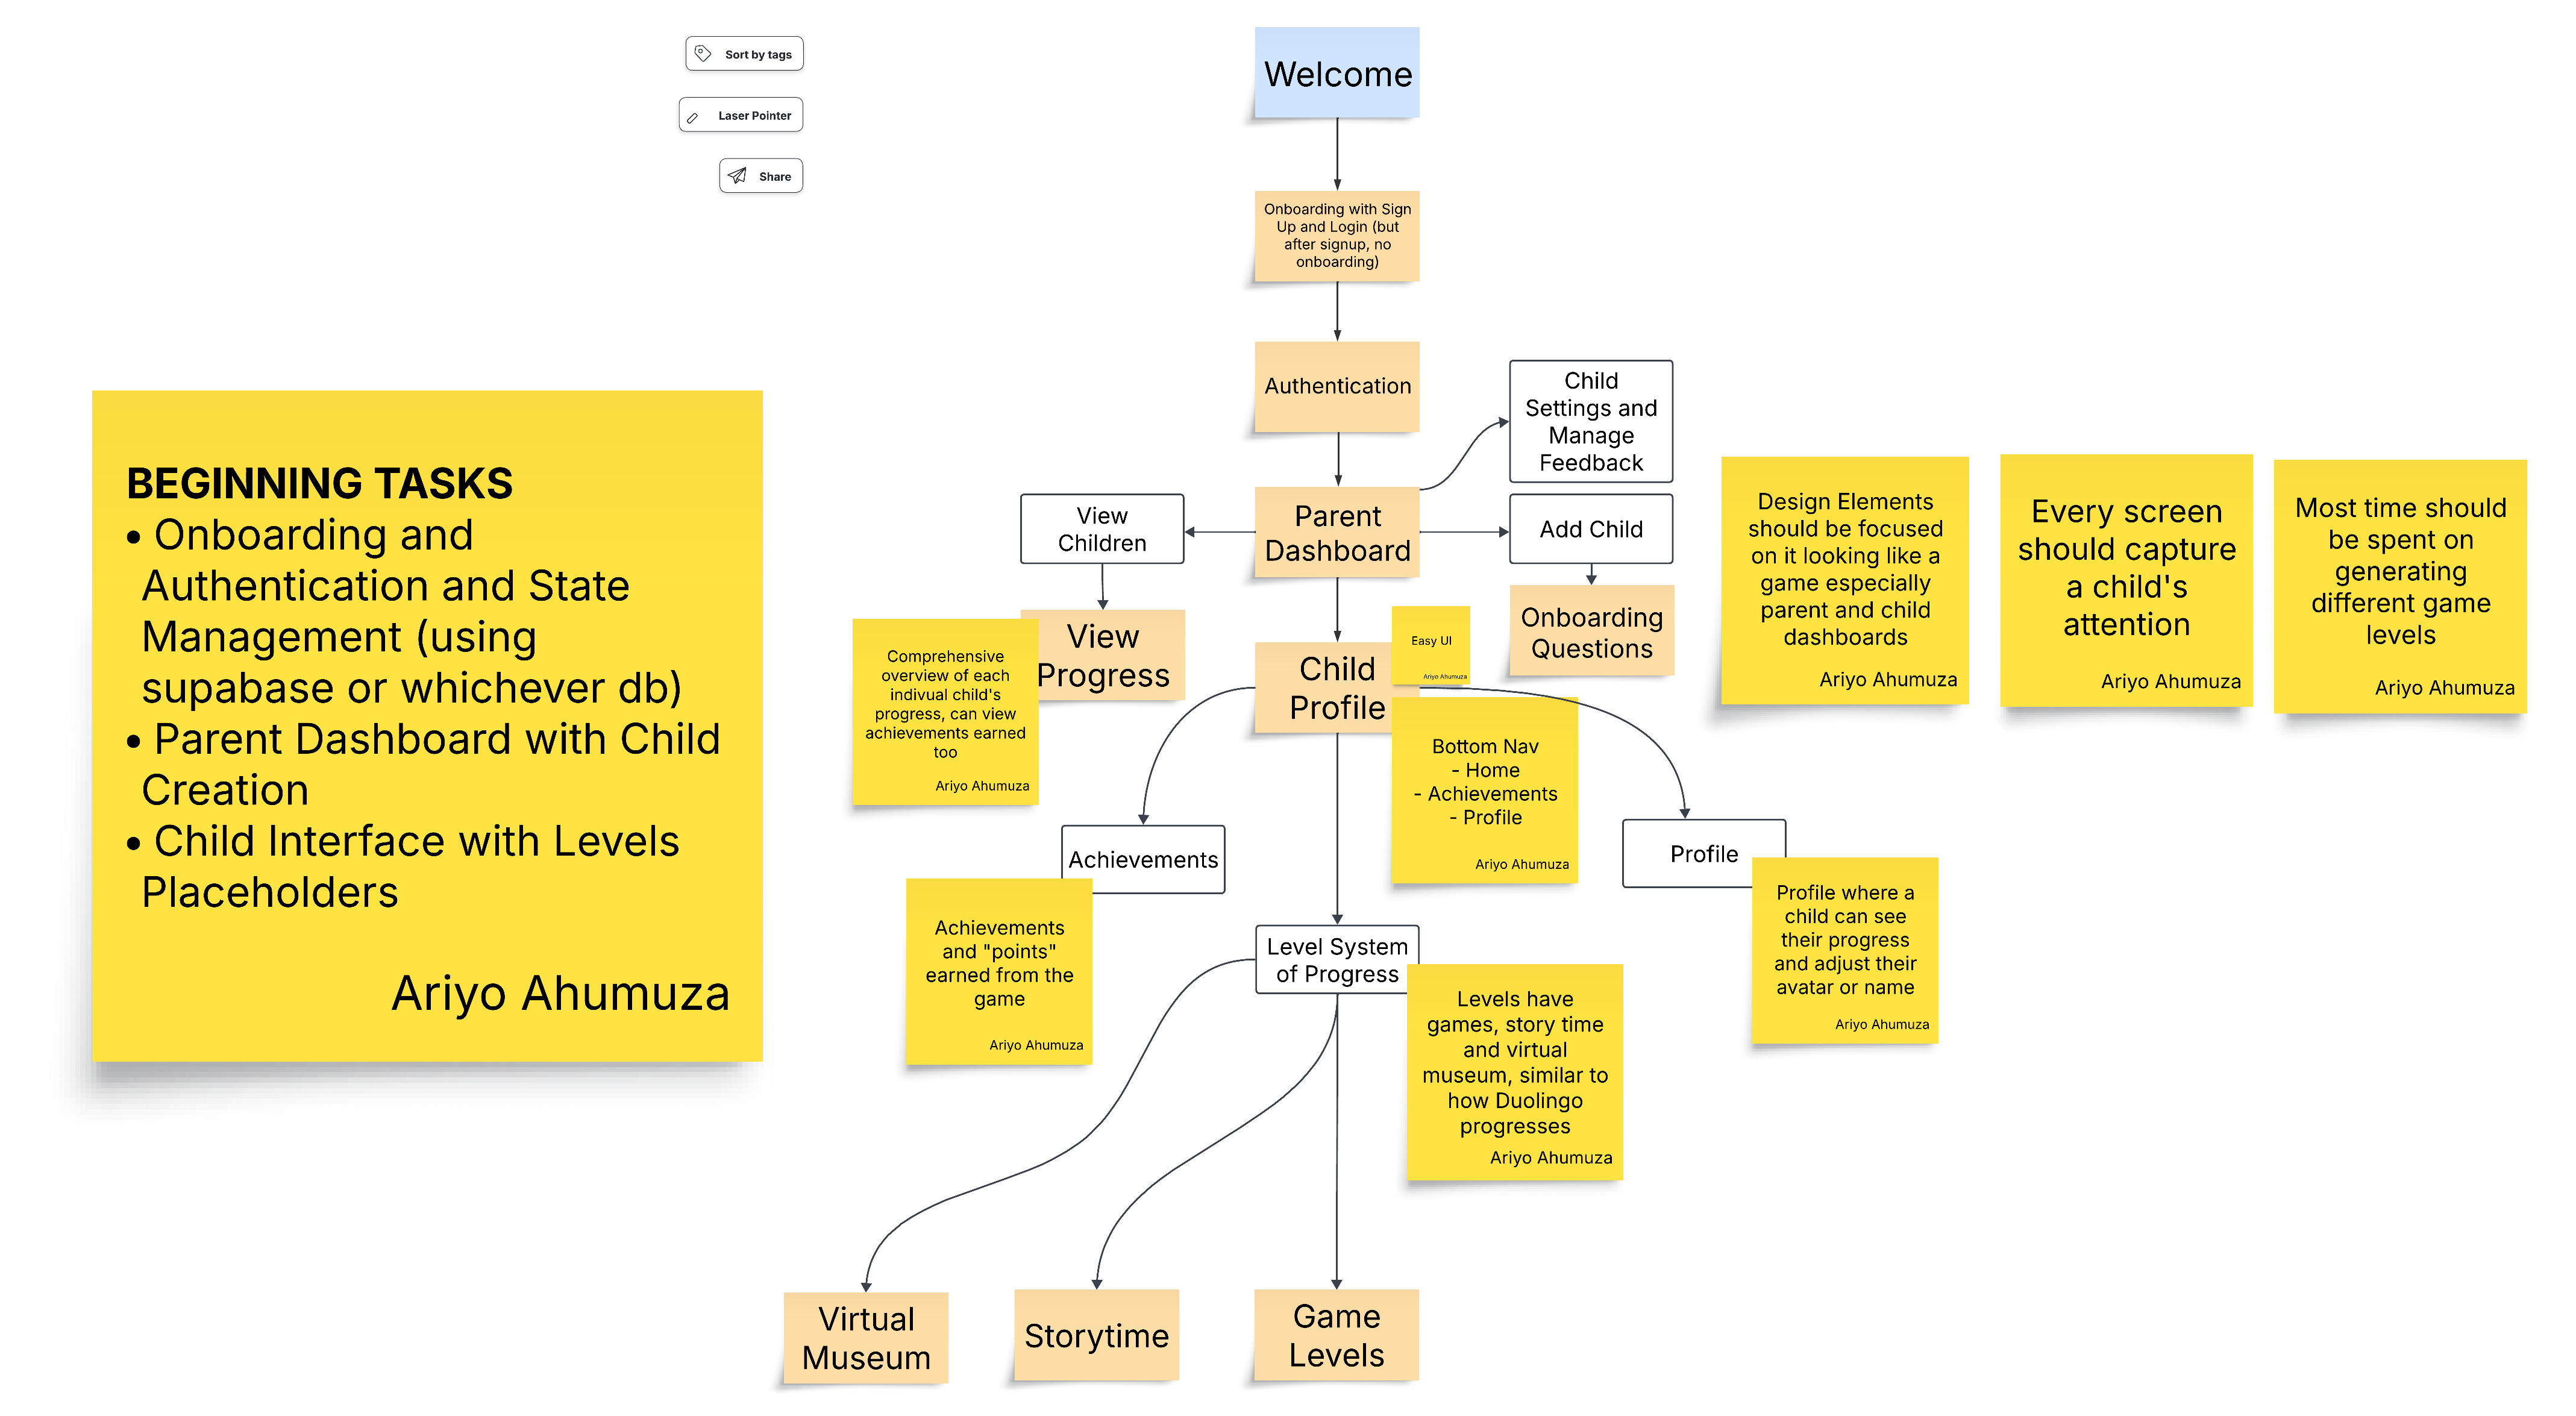 Sort by tags
Laser Pointer
Share
Welcome
Onboarding with Sign
Up and Login (but
after signup, no
onboarding)
Authentication
Child
Settings and
Manage
Feedback
BEGINNING TASKS
• Onboarding and
Authentication and State
Management (using
supabase or whichever db)
• Parent Dashboard with Child
Creation
• Child Interface with Levels
Placeholders
Ariyo Ahumuza
View
Children
Parent
Dashboard
Add Child
Design Elements
should be focused
on it looking like a
game especially
parent and child
dashboards
Ariyo Ahumuza
Every screen
should capture
a child's
attention
Ariyo Ahumuza
Most time should
be spent on
generating
different game
levels
Ariyo Ahumuza
Comprehensive
overview of each
indivual child's
progress, can view
achievements earned
too
Ariyo Ahumuza
View
Progress
Child
Profile
Easy UI
Ariyo Ahumuza
Onboarding
Questions
Bottom Nav
- Home
- Achievements
- Profile
Ariyo Ahumuza
Achievements
Profile
Achievements
and "points"
earned from the
game
Ariyo Ahumuza
Level System
of Progress
Profile where a
child can see
their progress
and adjust their
avatar or name
Ariyo Ahumuza
Levels have
games, story time
and virtual
museum, similar to
how Duolingo
progresses
Ariyo Ahumuza
Virtual
Museum
Storytime
Game
Levels